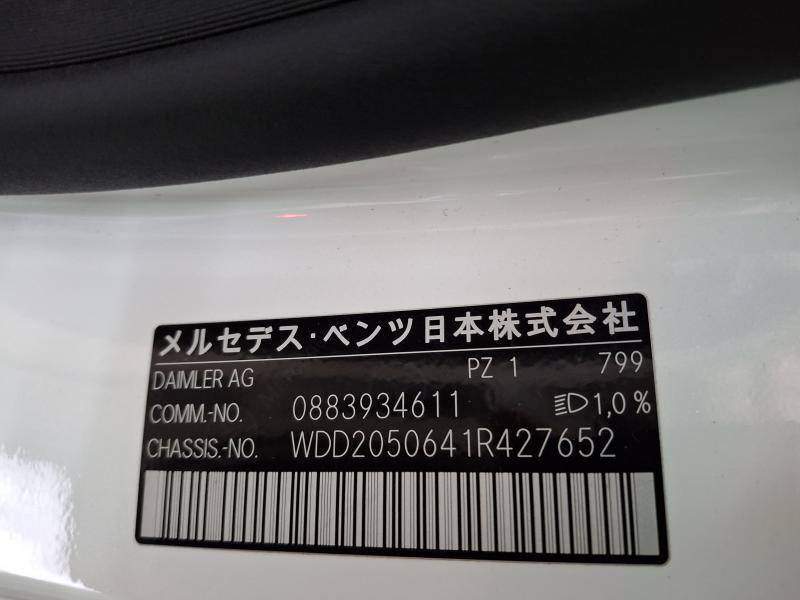 メルセデス・ベンツ日本株式会社
DAIMLER AG PZ 1 799
COMM.-NO. 0883934611 1,0 %
CHASSIS.-NO. WDD2050641R427652